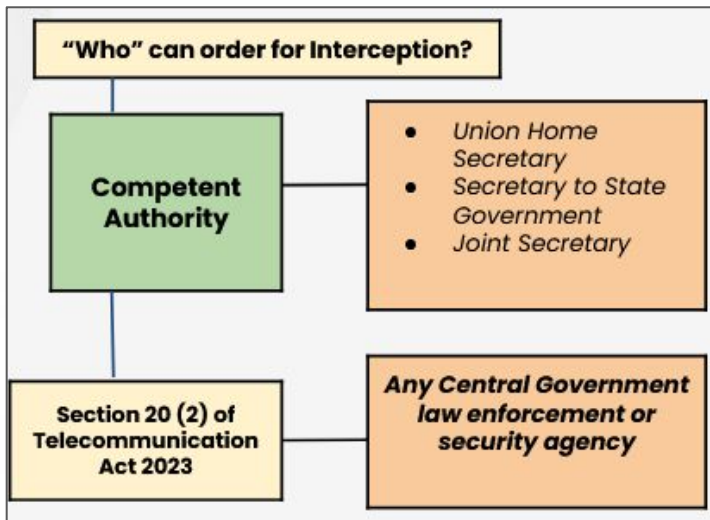 “Who” can order for Interception?
Competent
Authority
● Union Home
Secretary
● Secretary to State
Government
● Joint Secretary
Section 20 (2) of
Telecommunication
Act 2023
Any Central Government
law enforcement or
security agency